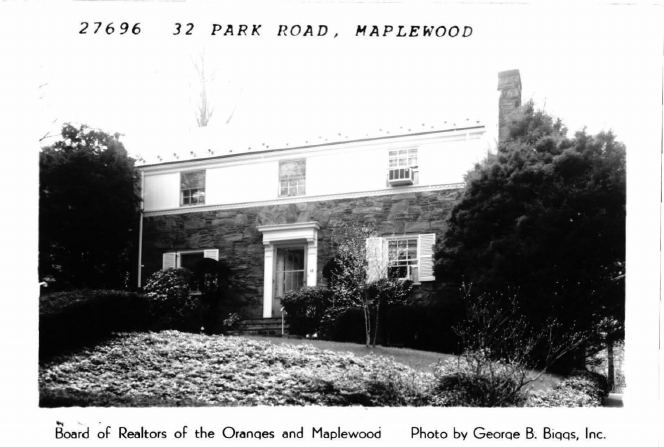 27696 32 PARK ROAD, MAPLEWOOD
Board of Realtors of the Oranges and Maplewood Photo by George B. Biggs, Inc.